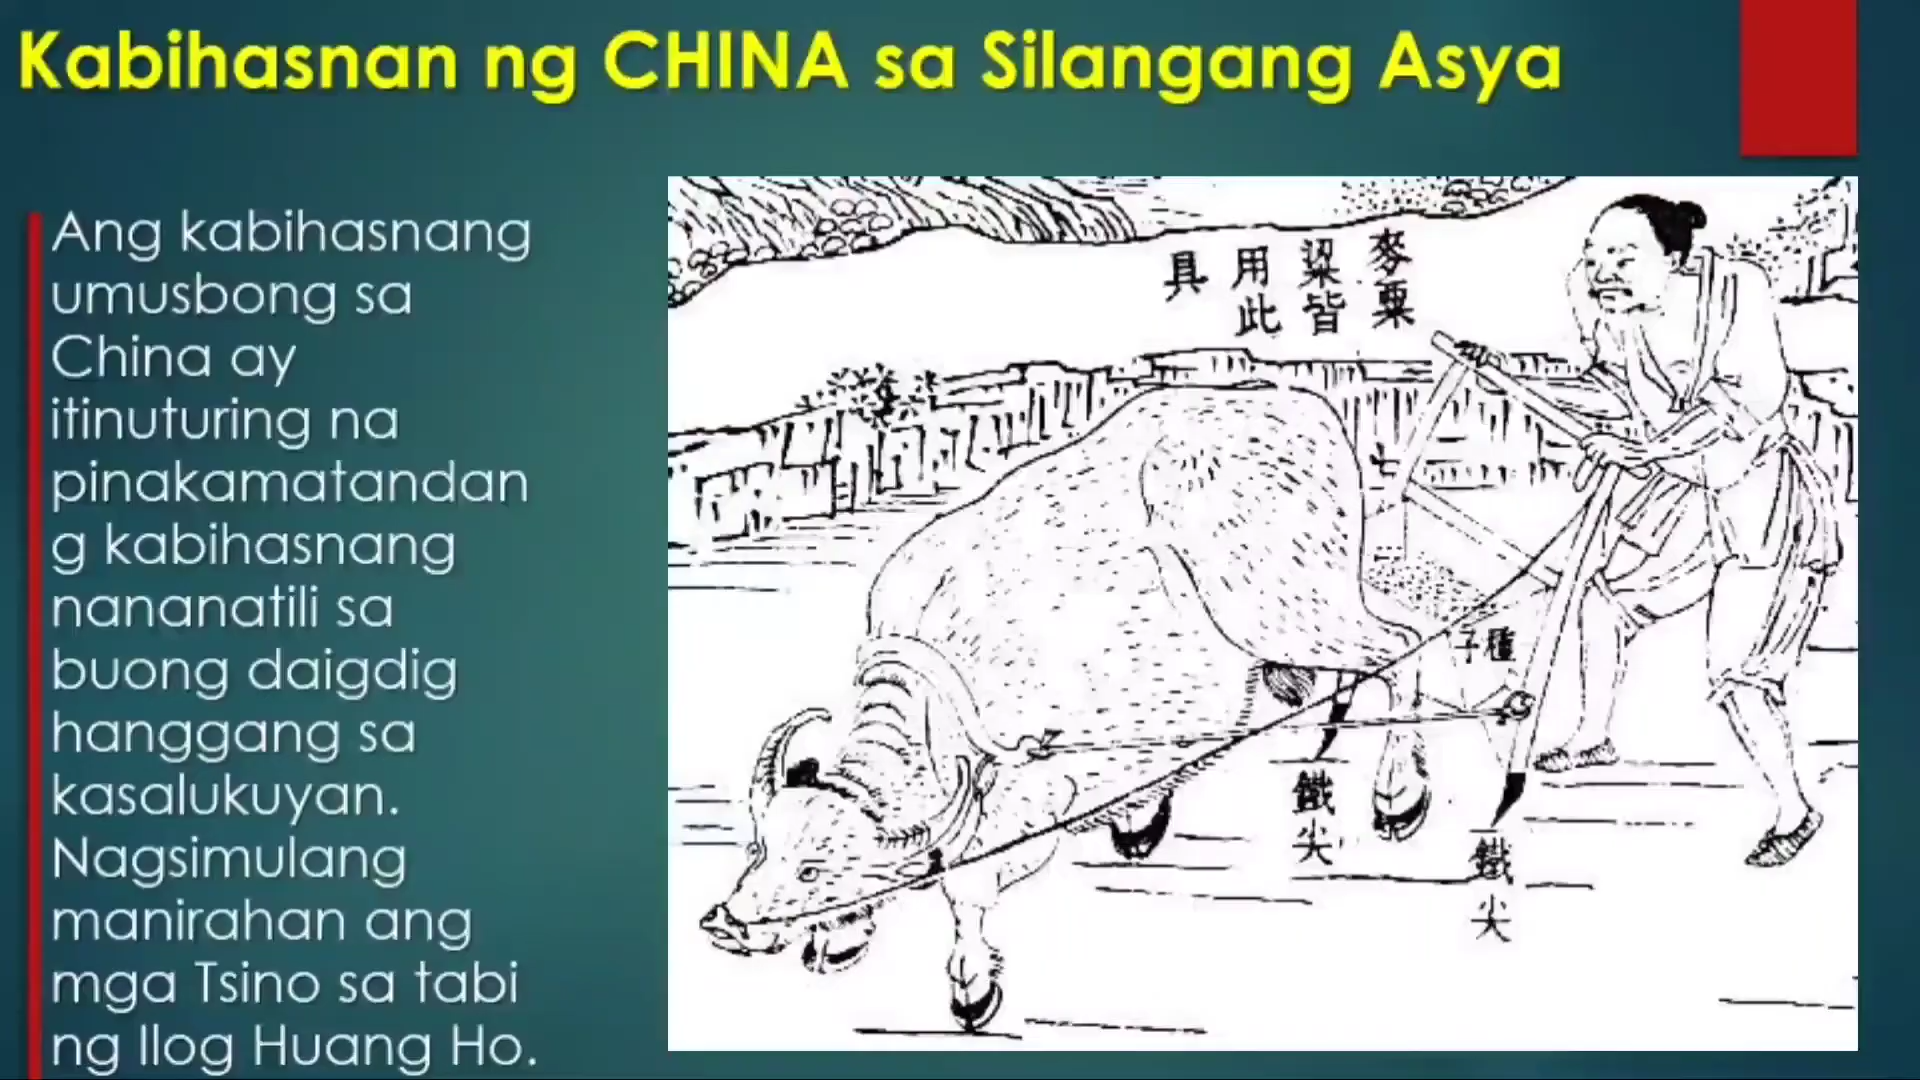 Kabihasnan ng CHINA sa Silangang Asya
Ang kabihasnang
umusbong sa
China ay
itinuturing na
pinakamatandan
g kabihasnang
nananatili sa
buong daigdig
hanggang sa
kasalukuyan.
Nagsimulang
manirahan ang
mga Tsino sa tabi
ng Ilog Huang Ho.
麥粟
粱皆
用此
具
種子
鐵尖
鐵尖